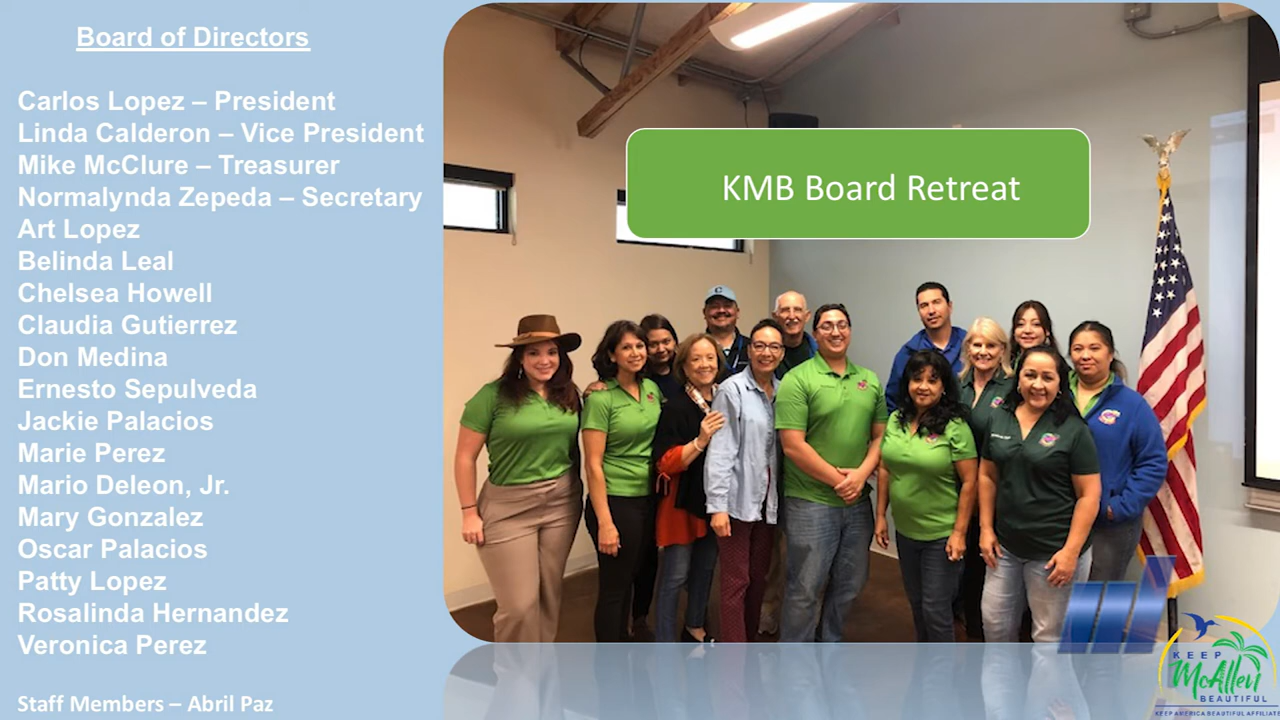 Board of Directors
Carlos Lopez – President
Linda Calderon – Vice President
Mike McClure – Treasurer
Normalynda Zepeda – Secretary
Art Lopez
Belinda Leal
Chelsea Howell
Claudia Gutierrez
Don Medina
Ernesto Sepulveda
Jackie Palacios
Marie Perez
Mario Deleon, Jr.
Mary Gonzalez
Oscar Palacios
Patty Lopez
Rosalinda Hernandez
Veronica Perez
Staff Members – Abril Paz
KMB Board Retreat
KEEP
McAllen
BEAUTIFUL
KEEP AMERICA BEAUTIFUL AFFILIATE